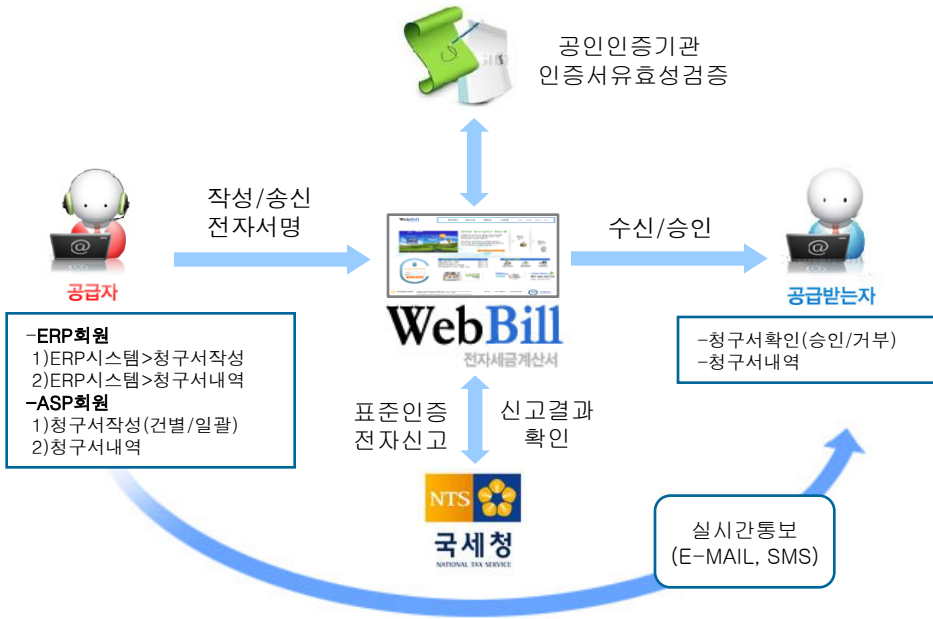 공인인증기관
인증서유효성검증
작성/송신
전자서명
수신/승인
@
@
공급자
공급받는자
WebBill
전자세금계산서
-ERP회원
1)ERP시스템>청구서작성
2)ERP시스템>청구서내역
-ASP회원
1)청구서작성(건별/일괄)
2)청구서내역
-청구서확인(승인/거부)
-청구서내역
표준인증
전자신고
신고결과
확인
NTS
국세청
NATIONAL TAX SERVICE
실시간통보
(E-MAIL, SMS)